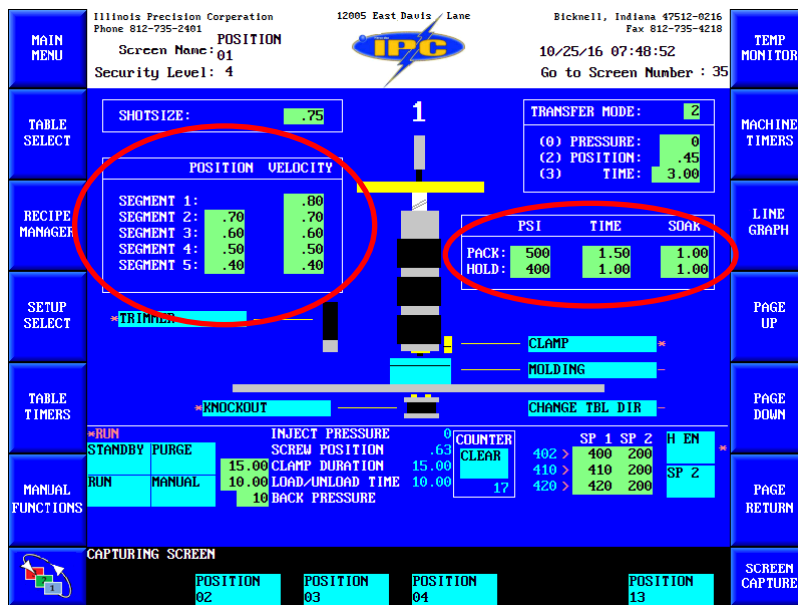 Illinois Precision Corperation
Phone 812-735-2401
12005 East Davis Lane
Bicknell, Indiana 47512-0216
Fax 812-735-4218
Screen Name: POSITION 01
Security Level: 4
IPC
10/25/16 07:48:52
Go to Screen Number : 35
MAIN MENU
TABLE SELECT
RECIPE MANAGER
SETUP SELECT
TABLE TIMERS
MANUAL FUNCTIONS
1
TEMP MONITOR
MACHINE TIMERS
LINE GRAPH
PAGE UP
PAGE DOWN
PAGE RETURN
SCREEN CAPTURE
SHOTSIZE: .75
1
TRANSFER MODE: 2
(0) PRESSURE: 0
(2) POSITION: .45
(3) TIME: 3.00
POSITION VELOCITY
SEGMENT 1: .80
SEGMENT 2: .70 .70
SEGMENT 3: .60 .60
SEGMENT 4: .50 .50
SEGMENT 5: .40 .40
PSI TIME SOAK
PACK: 500 1.50 1.00
HOLD: 400 1.00 1.00
*TRIMMER
CLAMP *
MOLDING -
*KNOCKOUT
CHANGE TBL DIR -
*RUN
STANDBY PURGE
RUN MANUAL
INJECT PRESSURE 0
SCREW POSITION .63
15.00 CLAMP DURATION 15.00
10.00 LOAD/UNLOAD TIME 10.00
10 BACK PRESSURE
COUNTER
CLEAR
17
SP 1 SP 2
402 > 400 200
410 > 410 200
420 > 420 200
H EN *
SP 2
CAPTURING SCREEN
POSITION 02
POSITION 03
POSITION 04
POSITION 13